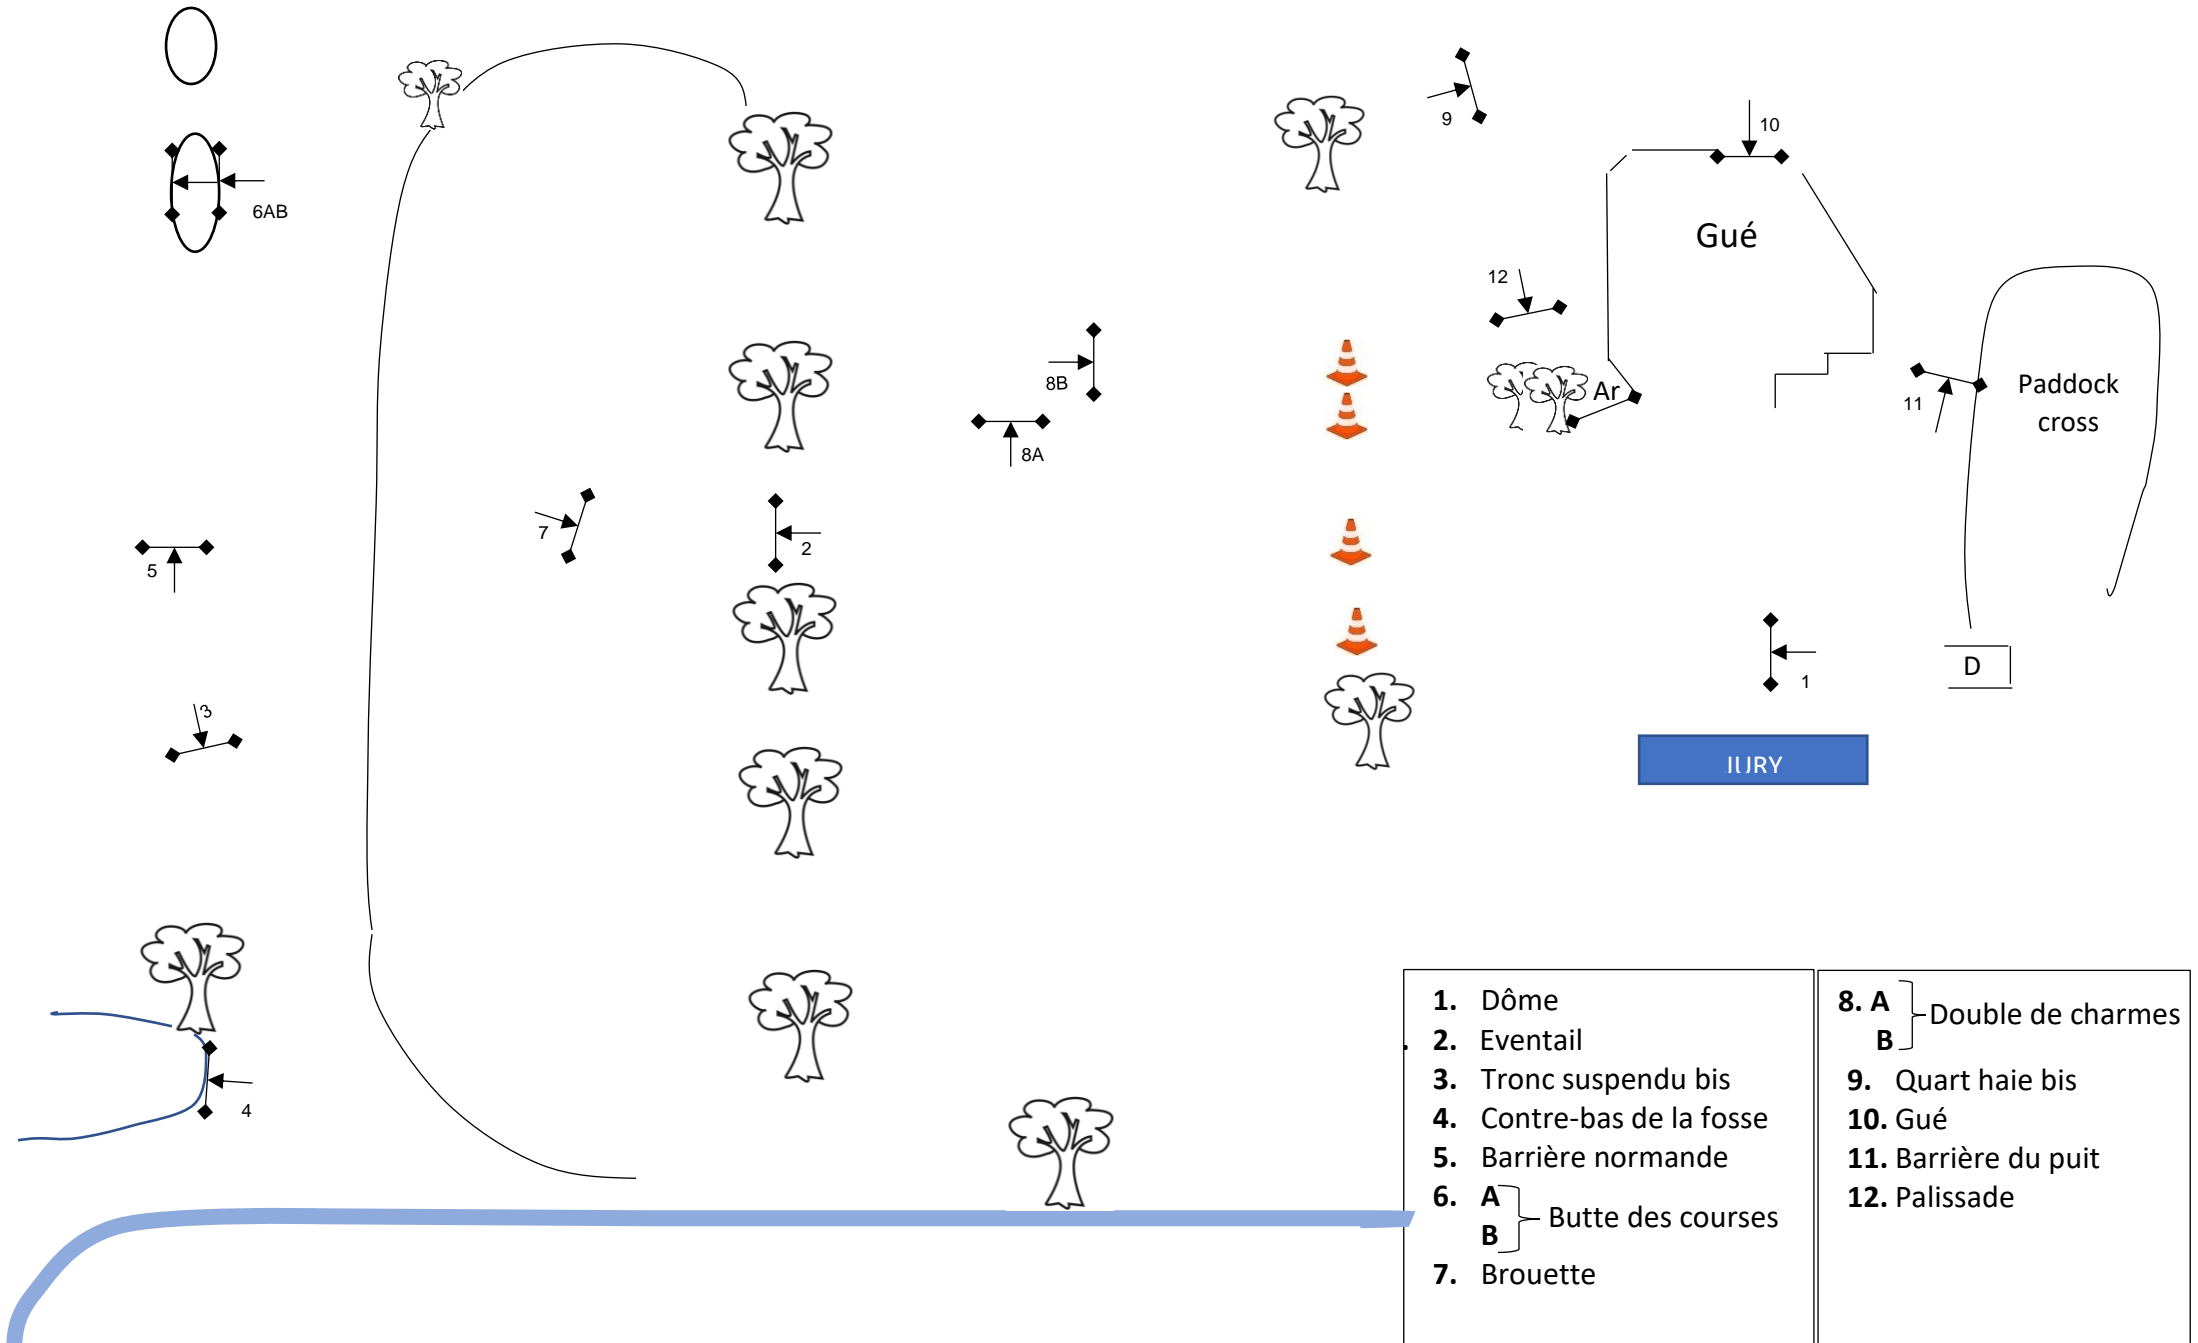 9
10
6AB
Gué
12
8B
Ar
Paddock
cross
11
8A
7
2
5
D
1
3
JURY
4
1. Dôme
. 2. Eventail
3. Tronc suspendu bis
4. Contre-bas de la fosse
5. Barrière normande
6. A
B
Butte des courses
7. Brouette
8. A
B
Double de charmes
9. Quart haie bis
10. Gué
11. Barrière du puit
12. Palissade